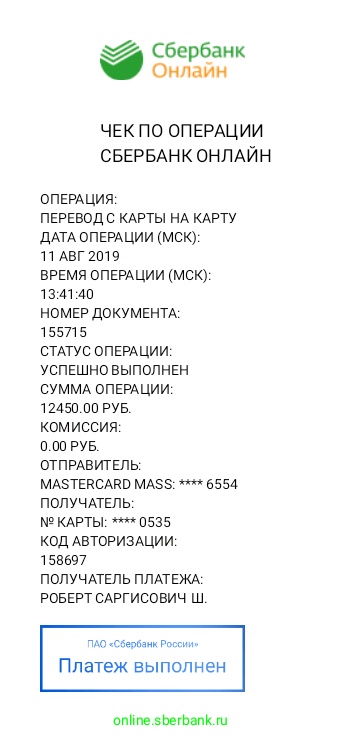 Сбербанк
Онлайн
ЧЕК ПО ОПЕРАЦИИ
СБЕРБАНК ОНЛАЙН
ОПЕРАЦИЯ:
ПЕРЕВОД С КАРТЫ НА КАРТУ
ДАТА ОПЕРАЦИИ (МСК):
11 АВГ 2019
ВРЕМЯ ОПЕРАЦИИ (МСК):
13:41:40
НОМЕР ДОКУМЕНТА:
155715
СТАТУС ОПЕРАЦИИ:
УСПЕШНО ВЫПОЛНЕН
СУММА ОПЕРАЦИИ:
12450.00 РУБ.
КОМИССИЯ:
0.00 РУБ.
ОТПРАВИТЕЛЬ:
MASTERCARD MASS: **** 6554
ПОЛУЧАТЕЛЬ:
№ КАРТЫ: **** 0535
КОД АВТОРИЗАЦИИ:
158697
ПОЛУЧАТЕЛЬ ПЛАТЕЖА:
РОБЕРТ САРГИСОВИЧ Ш.
ПАО «Сбербанк России»
Платеж выполнен
online.sberbank.ru